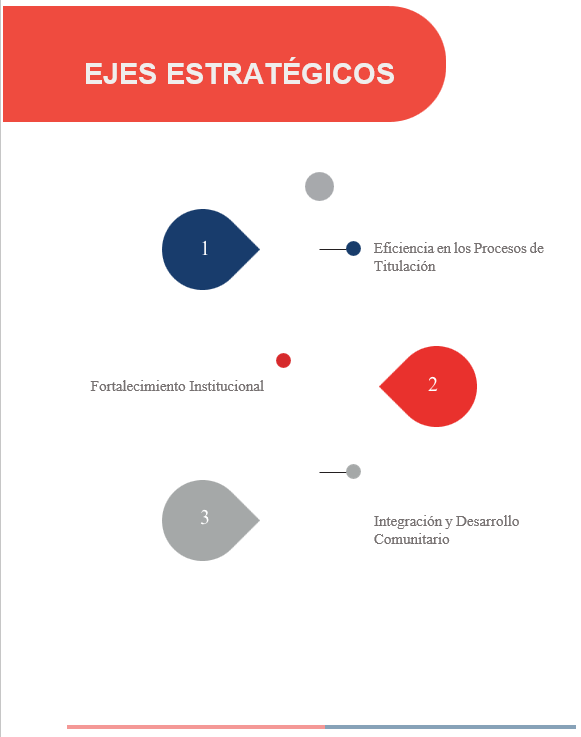 EJES ESTRATÉGICOS
1
Eficiencia en los Procesos de
Titulación
Fortalecimiento Institucional
2
3
Integración y Desarrollo
Comunitario